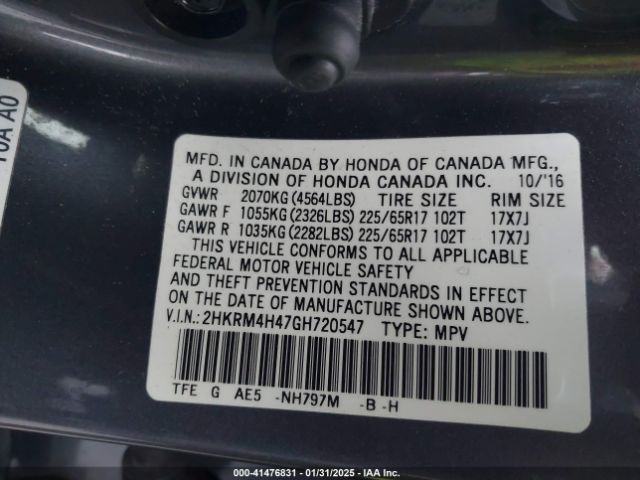 10A A0
MFD. IN CANADA BY HONDA OF CANADA MFG.,
A DIVISION OF HONDA CANADA INC. 10/'16
GVWR 2070KG(4564LBS) TIRE SIZE RIM SIZE
GAWR F 1055KG(2326LBS) 225/65R17 102T 17X7J
GAWR R 1035KG(2282LBS) 225/65R17 102T 17X7J
THIS VEHICLE CONFORMS TO ALL APPLICABLE
FEDERAL MOTOR VEHICLE SAFETY
AND THEFT PREVENTION STANDARDS IN EFFECT
ON THE DATE OF MANUFACTURE SHOWN ABOVE.
V.I.N.: 2HKRM4H47GH720547 TYPE: MPV
TFE G AE5 -NH797M -B -H
000-41476831 - 01/31/2025 - IAA Inc.